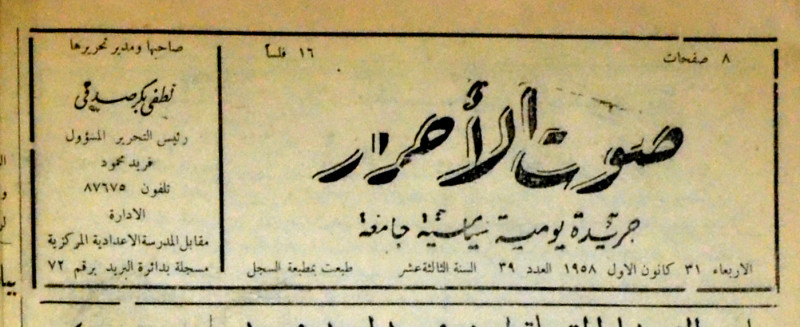 ٨ صفحات
١٦ فلساً
صوت الأحرار
جريدة يومية سياسية جامعة
الاربعاء ٣١ كانون الاول ١٩٥٨ العدد ٣٩ السنة الثالثة عشر طبعت بمطبعة السجل
صاحبها ومدير تحريرها
لطفي بكر صدقي
رئيس التحرير المسؤول
فريد محمود
تلفون ٨٧٦٧٥
الادارة
مقابل المدرسة الاعدادية المركزية
مسجلة بدائرة البريد برقم ٧٢